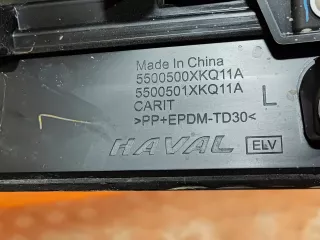 Made In China
5500500XKQ11A
5500501XKQ11A
CARIT
L
>PP+EPDM-TD30<
HAVAL
ELV